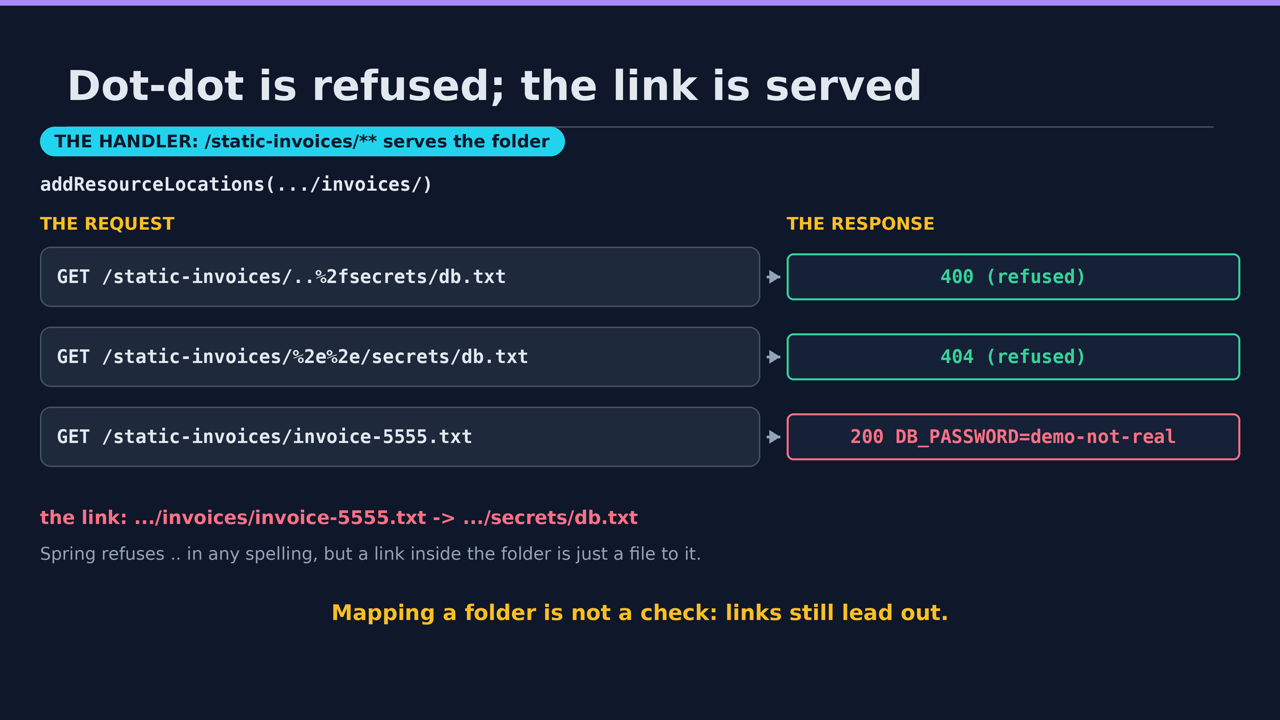 Dot-dot is refused; the link is served
THE HANDLER: /static-invoices/** serves the folder
addResourceLocations(.../invoices/)
THE REQUEST
THE RESPONSE
GET /static-invoices/..%2fsecrets/db.txt
400 (refused)
GET /static-invoices/%2e%2e/secrets/db.txt
404 (refused)
GET /static-invoices/invoice-5555.txt
200 DB_PASSWORD=demo-not-real
the link: .../invoices/invoice-5555.txt -> .../secrets/db.txt
Spring refuses .. in any spelling, but a link inside the folder is just a file to it.
Mapping a folder is not a check: links still lead out.